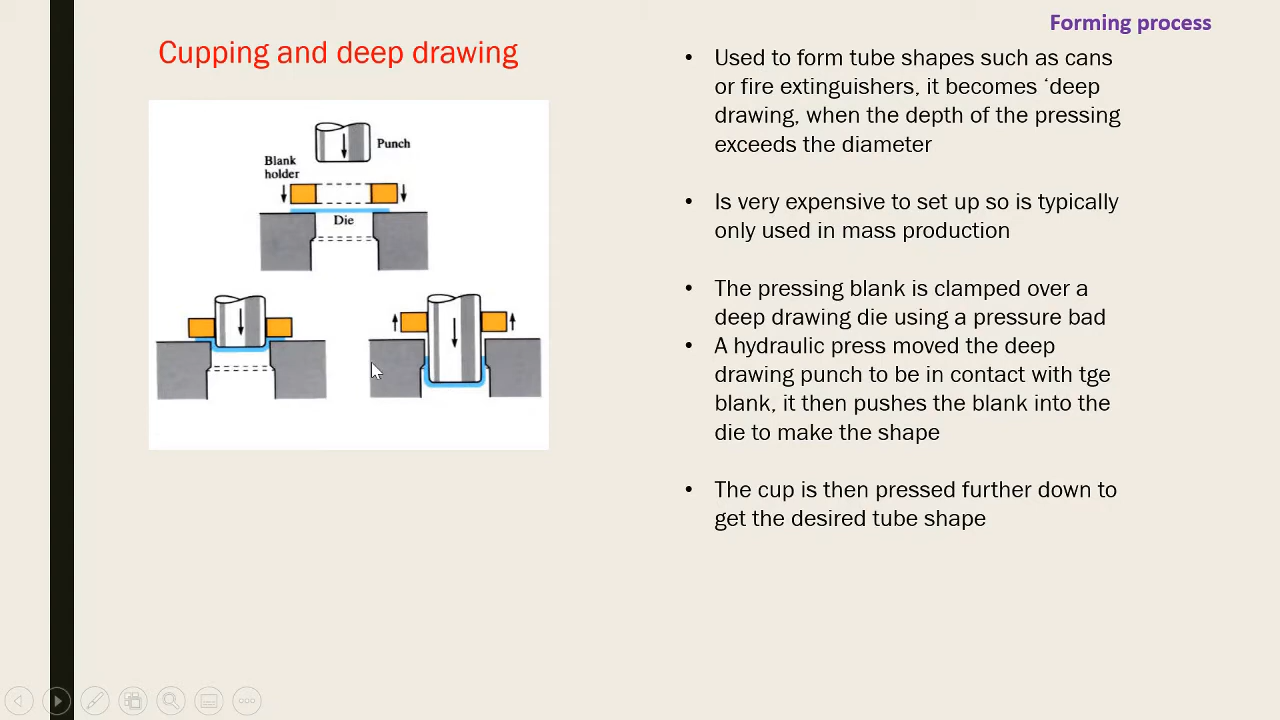 Forming process
Cupping and deep drawing
Punch
Blank
holder
Die
• Used to form tube shapes such as cans
or fire extinguishers, it becomes ‘deep
drawing, when the depth of the pressing
exceeds the diameter
• Is very expensive to set up so is typically
only used in mass production
• The pressing blank is clamped over a
deep drawing die using a pressure bad
• A hydraulic press moved the deep
drawing punch to be in contact with tge
blank, it then pushes the blank into the
die to make the shape
• The cup is then pressed further down to
get the desired tube shape